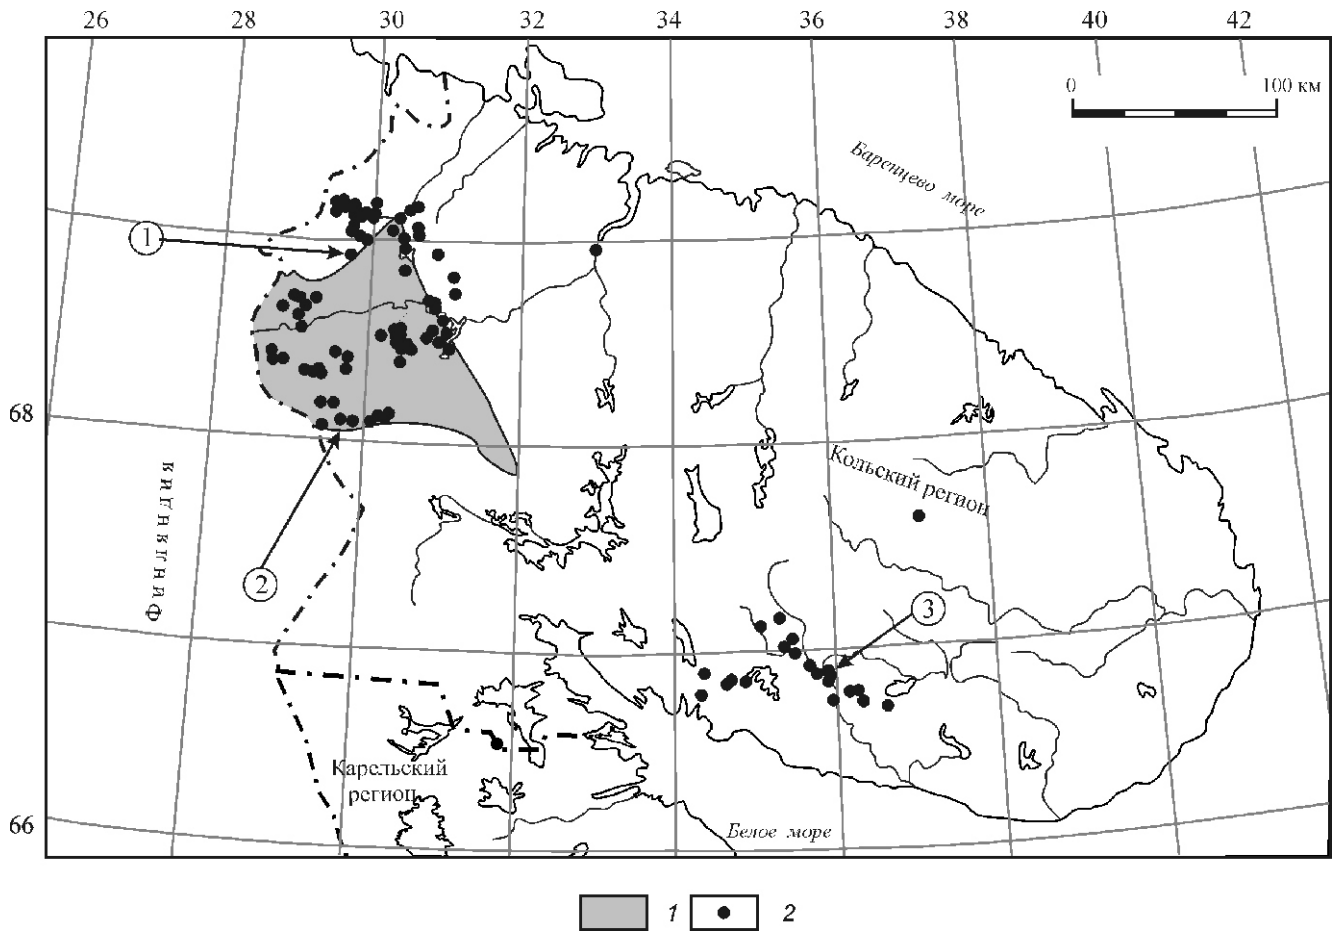 26 28 30 32 34 36 38 40 42
0 100 км
Баренцево море
1
68
Кольский регион
Финляндия
2
3
Карельский
регион
66
Белое море
1 2